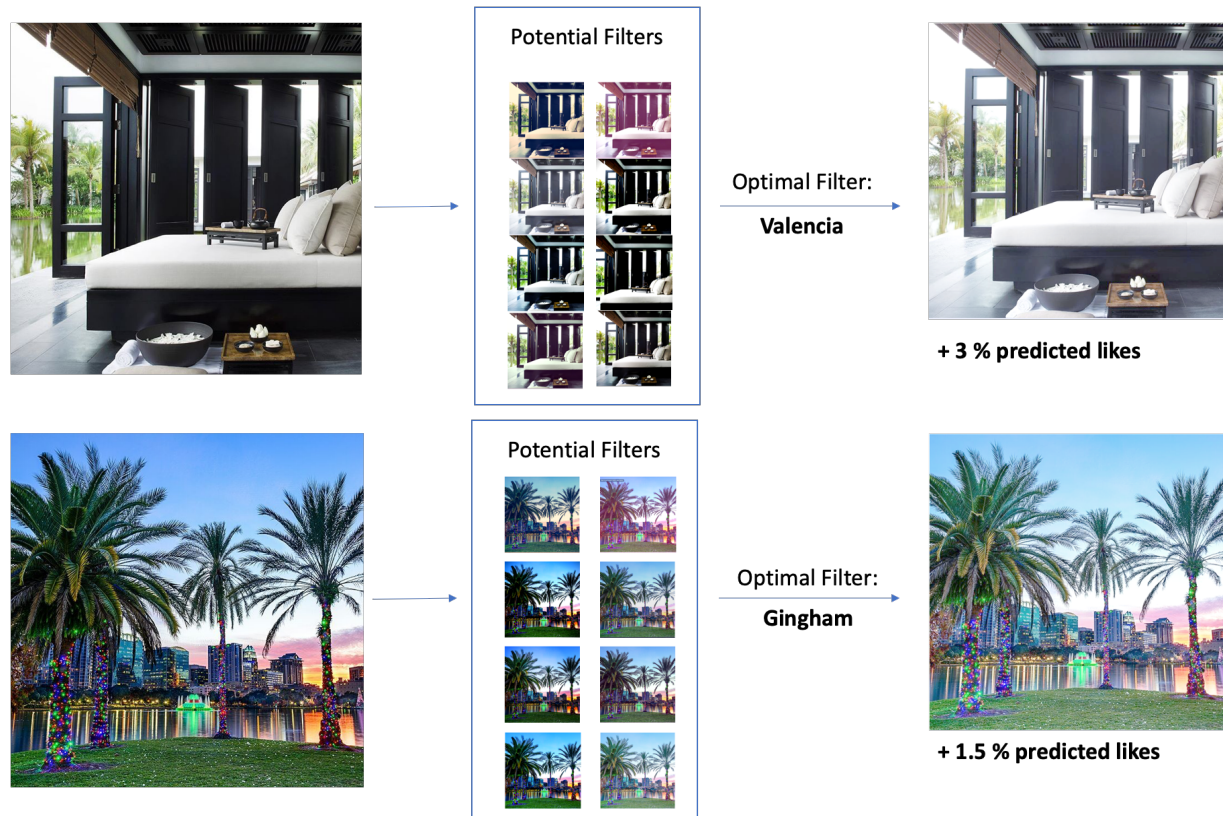 Potential Filters
Optimal Filter:
Valencia
+ 3 % predicted likes
Potential Filters
Optimal Filter:
Gingham
+ 1.5 % predicted likes